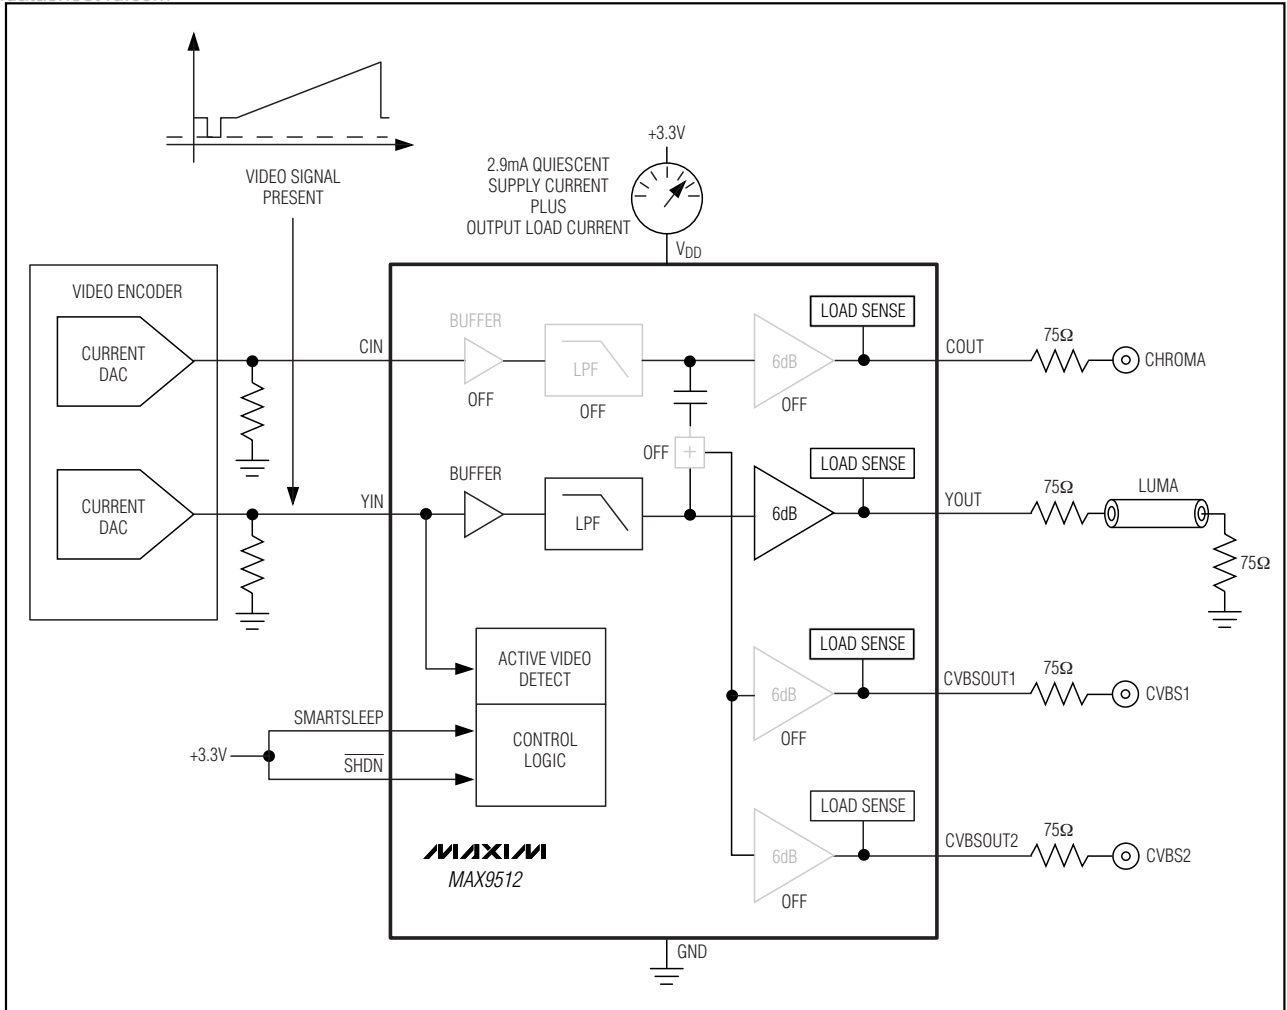 +3.3V
2.9mA QUIESCENT
SUPPLY CURRENT
PLUS
OUTPUT LOAD CURRENT
VDD
VIDEO SIGNAL
PRESENT
VIDEO ENCODER
CURRENT
DAC
CIN
BUFFER
OFF
LPF
OFF
6dB
OFF
LOAD SENSE
COUT
75Ω
CHROMA
OFF
+
CURRENT
DAC
YIN
BUFFER
LPF
6dB
LOAD SENSE
YOUT
75Ω
LUMA
75Ω
ACTIVE VIDEO
DETECT
CONTROL
LOGIC
SMARTSLEEP
+3.3V
SHDN
6dB
OFF
LOAD SENSE
CVBSOUT1
75Ω
CVBS1
6dB
OFF
LOAD SENSE
CVBSOUT2
75Ω
CVBS2
MAXIM
MAX9512
GND